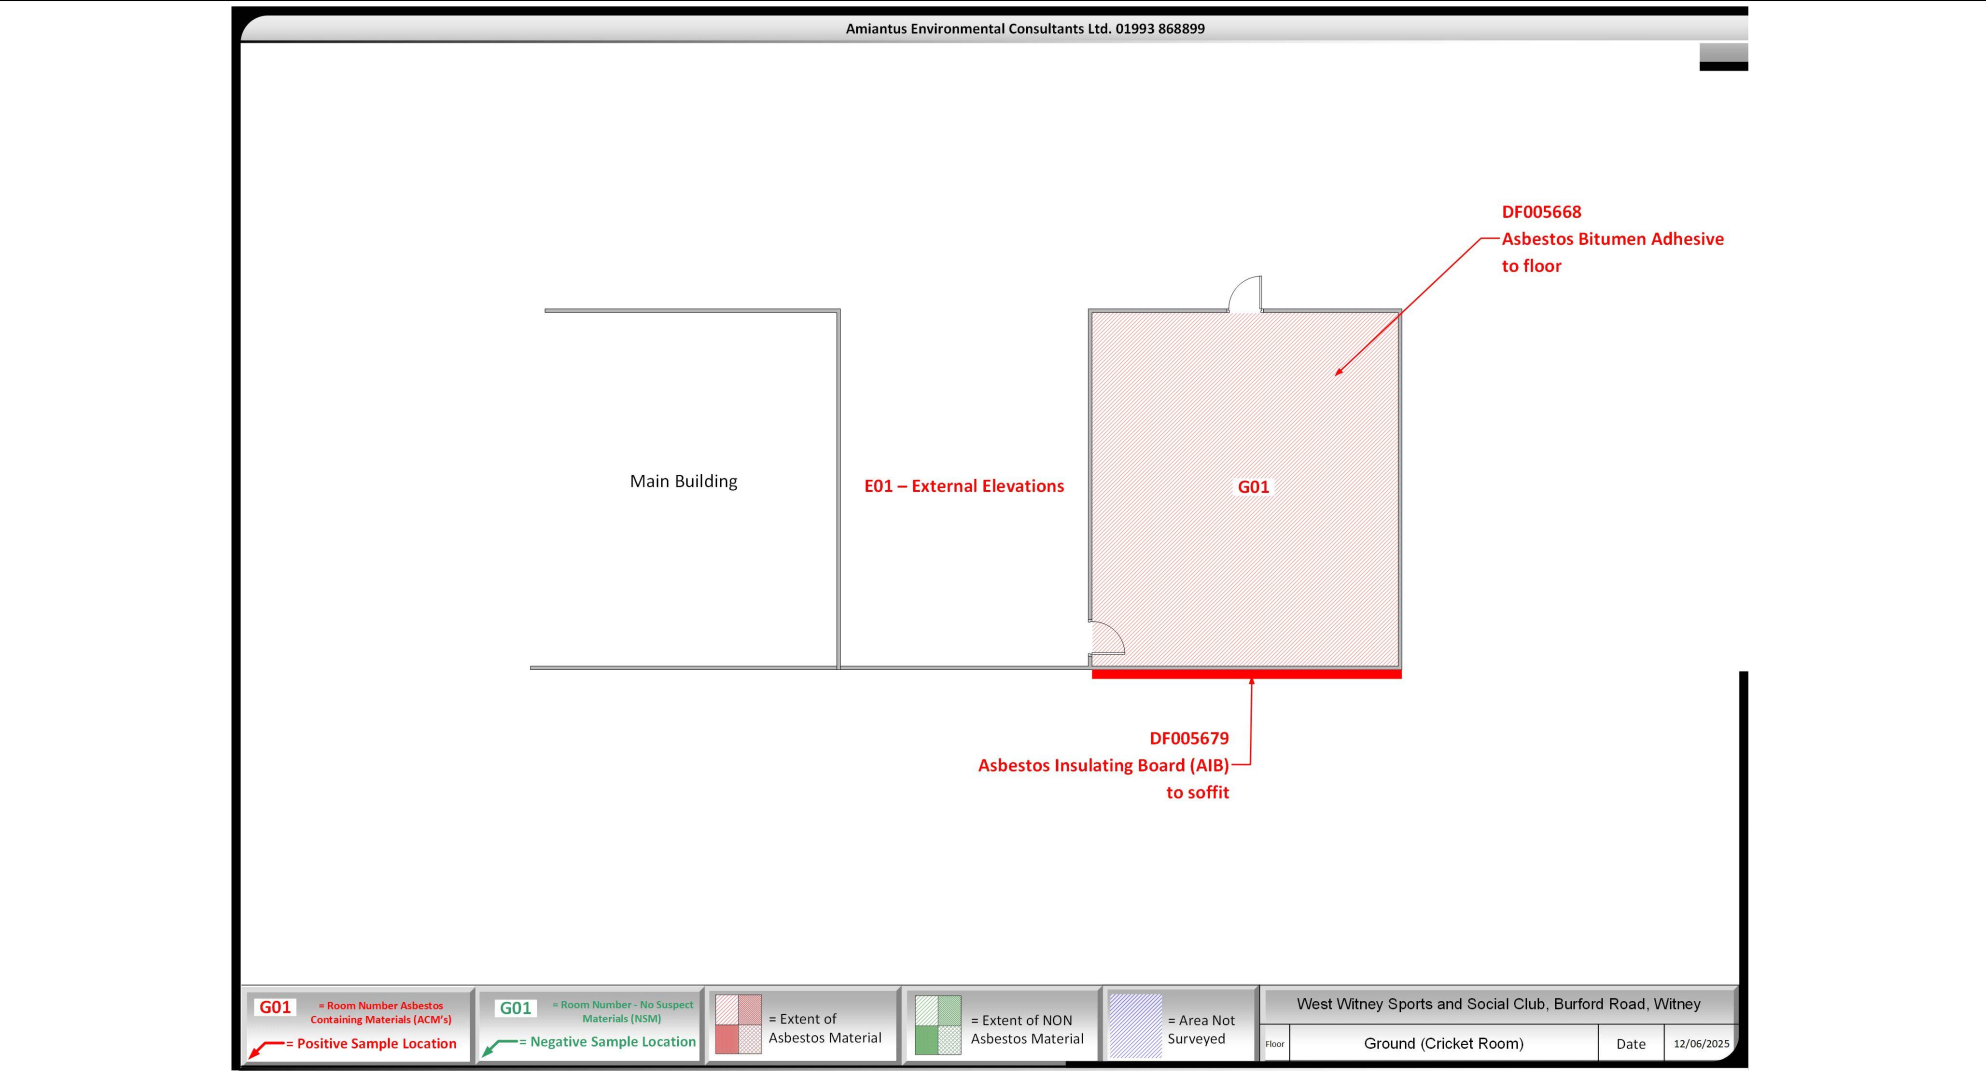 Amiantus Environmental Consultants Ltd. 01993 868899
DF005668
Asbestos Bitumen Adhesive
to floor
Main Building
E01 – External Elevations
G01
DF005679
Asbestos Insulating Board (AIB)
to soffit
G01
= Room Number Asbestos
Containing Materials (ACM's)
= Positive Sample Location
G01
= Room Number - No Suspect
Materials (NSM)
= Negative Sample Location
= Extent of
Asbestos Material
= Extent of NON
Asbestos Material
= Area Not
Surveyed
West Witney Sports and Social Club, Burford Road, Witney
Floor
Ground (Cricket Room)
Date
12/06/2025